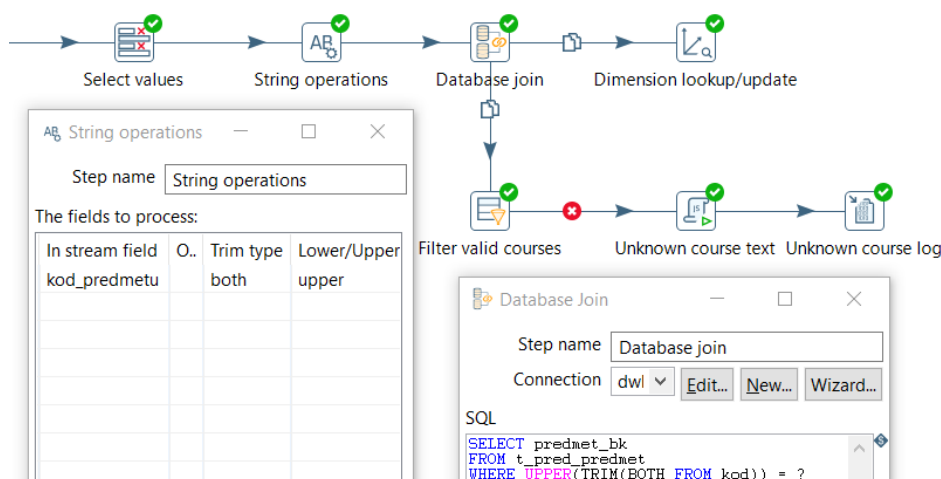 Select values
String operations
Database join
Dimension lookup/update
String operations
Step name String operations
The fields to process:
In stream field O.. Trim type Lower/Upper
kod_predmetu both upper
Filter valid courses
Unknown course text
Unknown course log
Database Join
Step name Database join
Connection dwl Edit... New... Wizard...
SQL
SELECT predmet_bk
FROM t_pred_predmet
WHERE UPPER(TRIM(BOTH FROM kod)) = ?